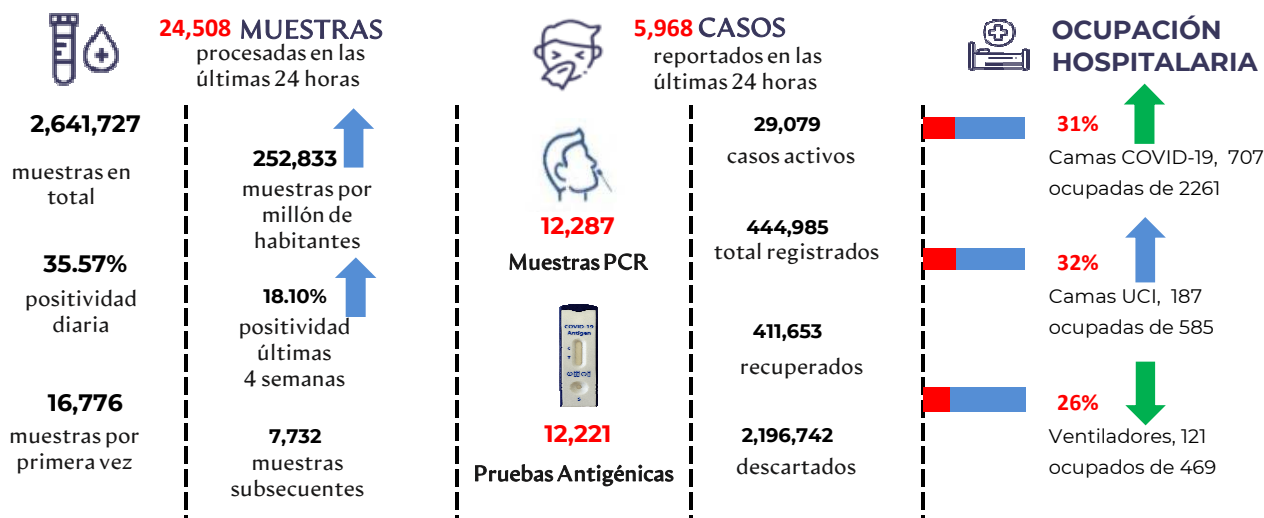 24,508 MUESTRAS
procesadas en las
últimas 24 horas
2,641,727
muestras en
total
35.57%
positividad
diaria
16,776
muestras por
primera vez
252,833
muestras por
millón de
habitantes
18.10%
positividad
últimas
4 semanas
7,732
muestras
subsecuentes
5,968 CASOS
reportados en las
últimas 24 horas
12,287
Muestras PCR
COVID-19
Antigen
C
T
S
12,221
Pruebas Antigénicas
29,079
casos activos
444,985
total registrados
411,653
recuperados
2,196,742
descartados
OCUPACIÓN
HOSPITALARIA
31%
Camas COVID-19, 707
ocupadas de 2261
32%
Camas UCI, 187
ocupadas de 585
26%
Ventiladores, 121
ocupados de 469